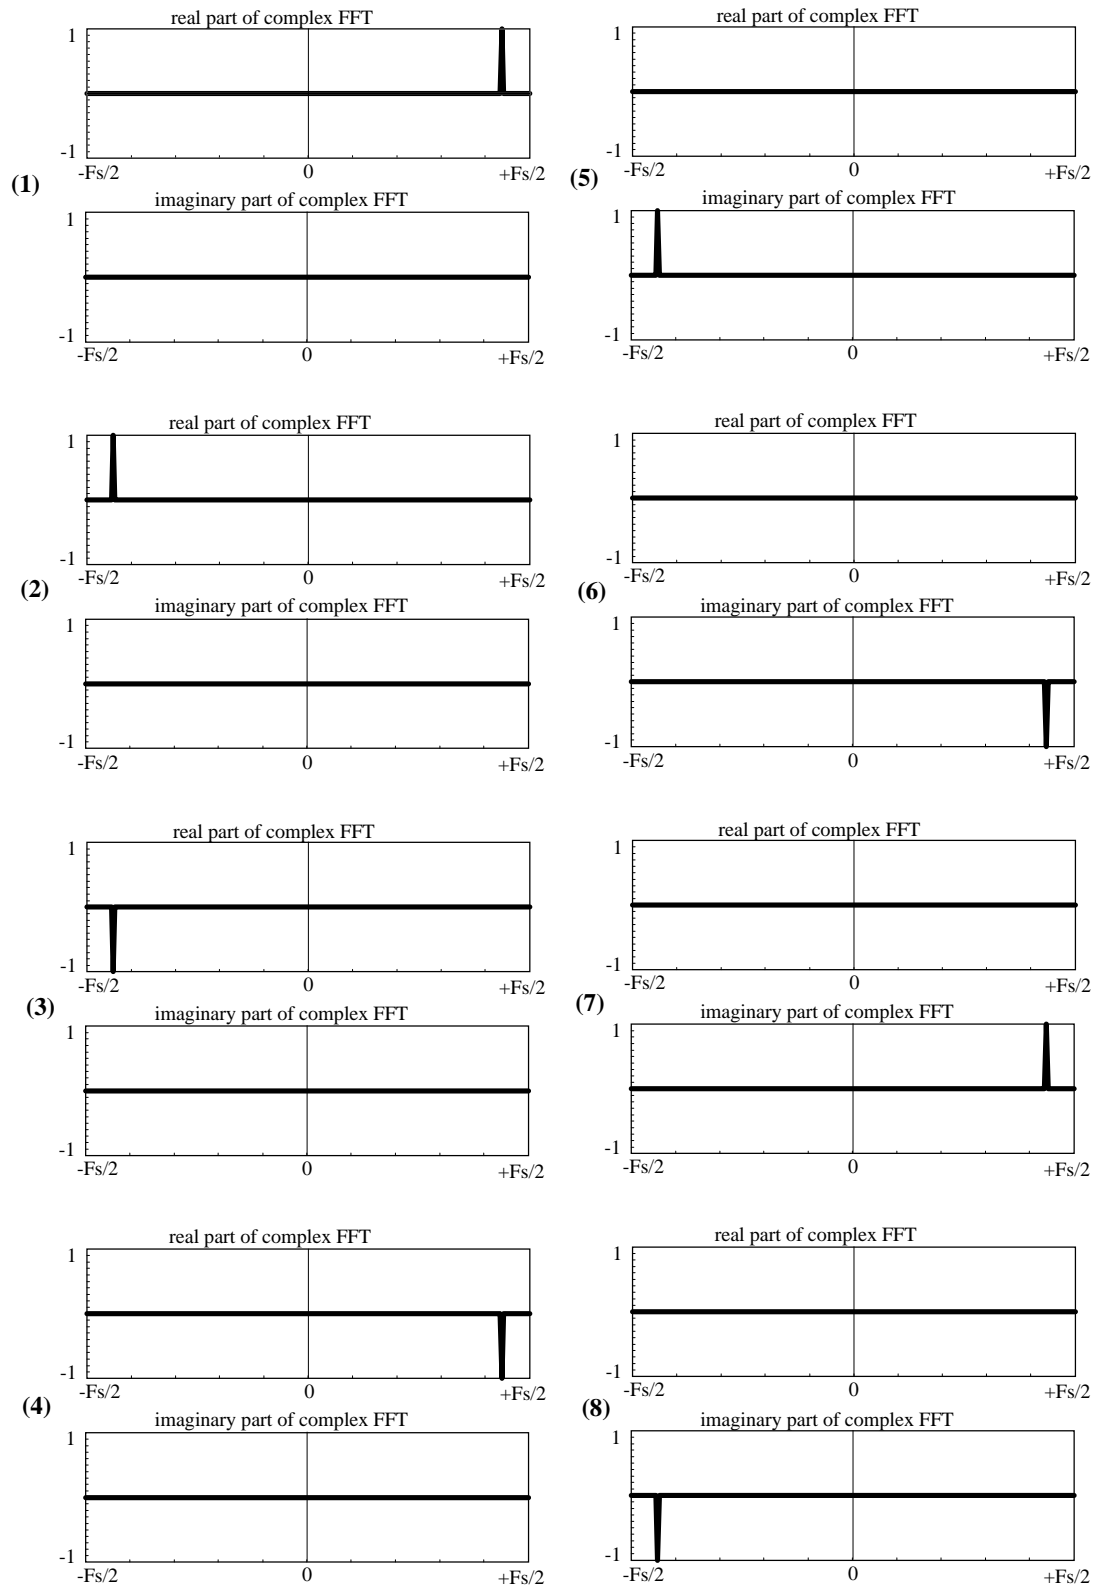 real part of complex FFT
1
-1
-Fs/2 0 +Fs/2
(1)
imaginary part of complex FFT
1
-1
-Fs/2 0 +Fs/2
real part of complex FFT
1
-1
-Fs/2 0 +Fs/2
(2)
imaginary part of complex FFT
1
-1
-Fs/2 0 +Fs/2
real part of complex FFT
1
-1
-Fs/2 0 +Fs/2
(3)
imaginary part of complex FFT
1
-1
-Fs/2 0 +Fs/2
real part of complex FFT
1
-1
-Fs/2 0 +Fs/2
(4)
imaginary part of complex FFT
1
-1
-Fs/2 0 +Fs/2
real part of complex FFT
1
-1
-Fs/2 0 +Fs/2
(5)
imaginary part of complex FFT
1
-1
-Fs/2 0 +Fs/2
real part of complex FFT
1
-1
-Fs/2 0 +Fs/2
(6)
imaginary part of complex FFT
1
-1
-Fs/2 0 +Fs/2
real part of complex FFT
1
-1
-Fs/2 0 +Fs/2
(7)
imaginary part of complex FFT
1
-1
-Fs/2 0 +Fs/2
real part of complex FFT
1
-1
-Fs/2 0 +Fs/2
(8)
imaginary part of complex FFT
1
-1
-Fs/2 0 +Fs/2